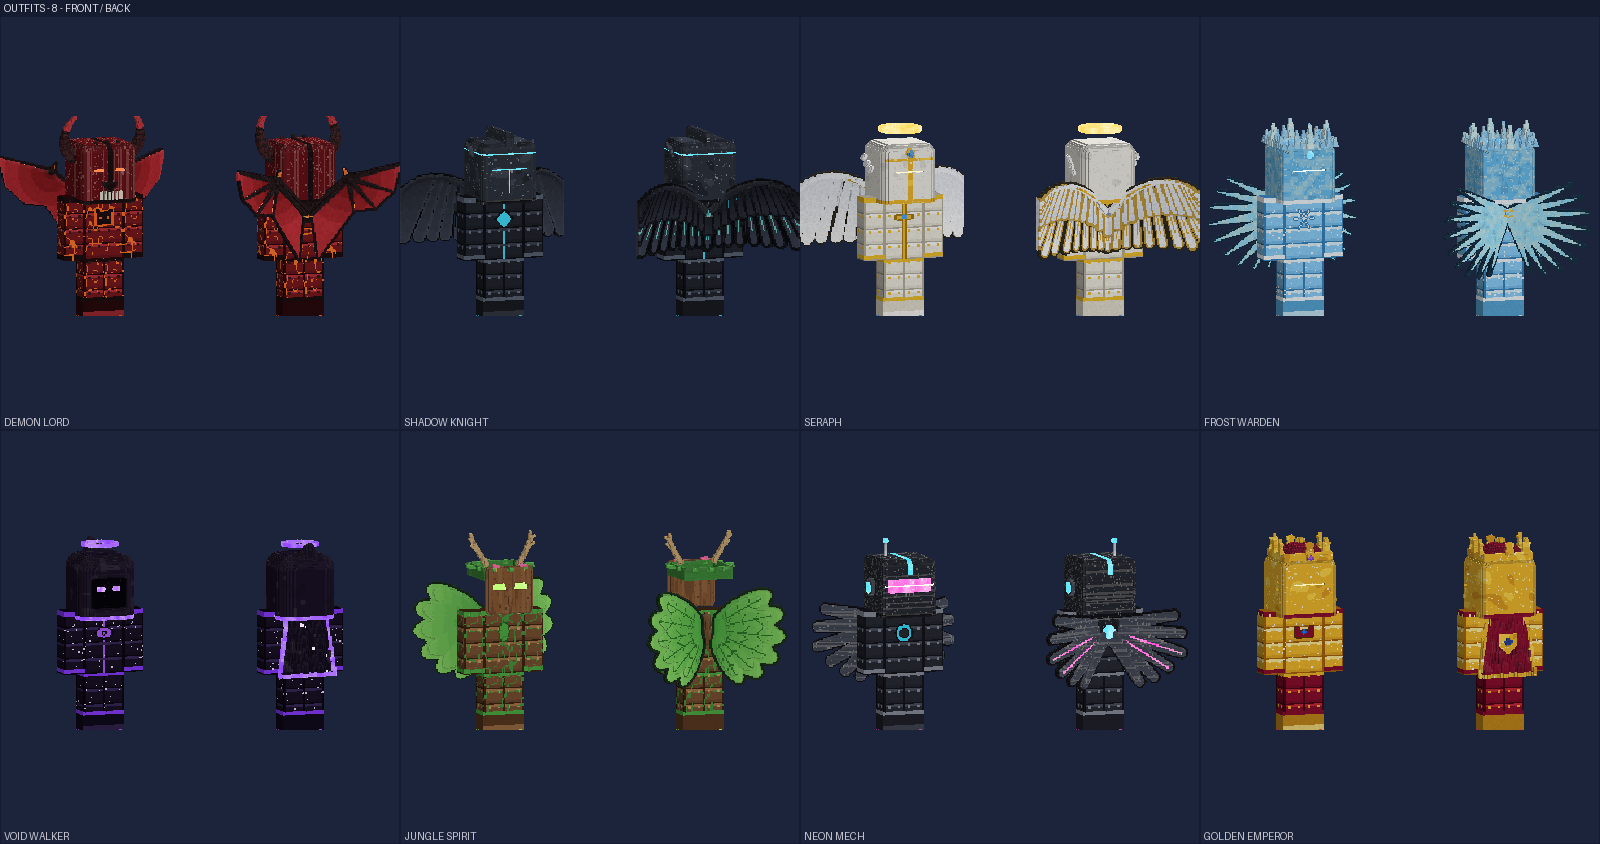 OUTFITS - 8 - FRONT / BACK
DEMON LORD
SHADOW KNIGHT
SERAPH
FROST WARDEN
VOID WALKER
JUNGLE SPIRIT
NEON MECH
GOLDEN EMPEROR